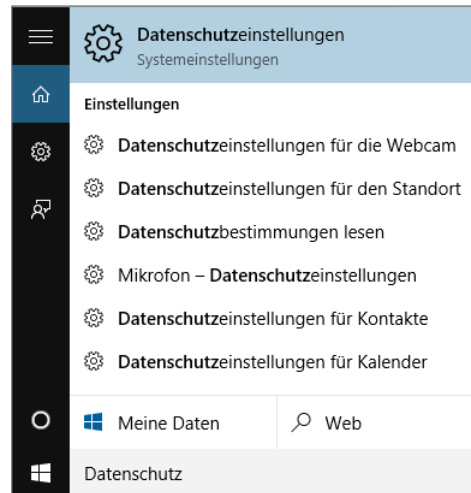 Datenschutzeinstellungen
Systemeinstellungen
Einstellungen
Datenschutzeinstellungen für die Webcam
Datenschutzeinstellungen für den Standort
Datenschutzbestimmungen lesen
Mikrofon – Datenschutzeinstellungen
Datenschutzeinstellungen für Kontakte
Datenschutzeinstellungen für Kalender
Meine Daten Web
Datenschutz